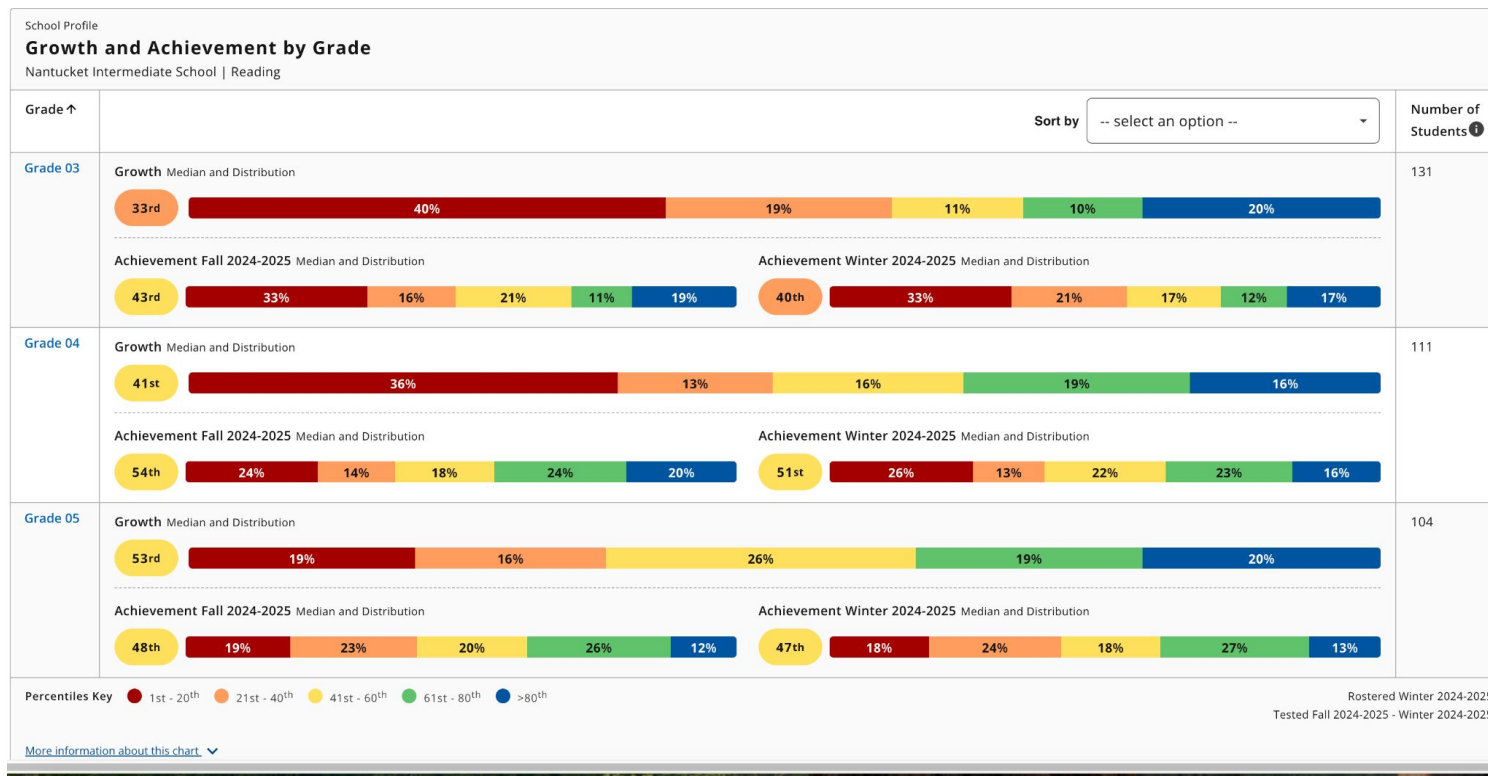 School Profile
Growth and Achievement by Grade
Nantucket Intermediate School | Reading
Grade ↑
Sort by -- select an option --
Number of
Students
Grade 03
Growth Median and Distribution
131
33rd 40% 19% 11% 10% 20%
Achievement Fall 2024-2025 Median and Distribution
43rd 33% 16% 21% 11% 19%
Achievement Winter 2024-2025 Median and Distribution
40th 33% 21% 17% 12% 17%
Grade 04
Growth Median and Distribution
111
41st 36% 13% 16% 19% 16%
Achievement Fall 2024-2025 Median and Distribution
54th 24% 14% 18% 24% 20%
Achievement Winter 2024-2025 Median and Distribution
51st 26% 13% 22% 23% 16%
Grade 05
Growth Median and Distribution
104
53rd 19% 16% 26% 19% 20%
Achievement Fall 2024-2025 Median and Distribution
48th 19% 23% 20% 26% 12%
Achievement Winter 2024-2025 Median and Distribution
47th 18% 24% 18% 27% 13%
Percentiles Key 1st - 20th 21st - 40th 41st - 60th 61st - 80th >80th
Rostered Winter 2024-2025
Tested Fall 2024-2025 - Winter 2024-2025
More information about this chart